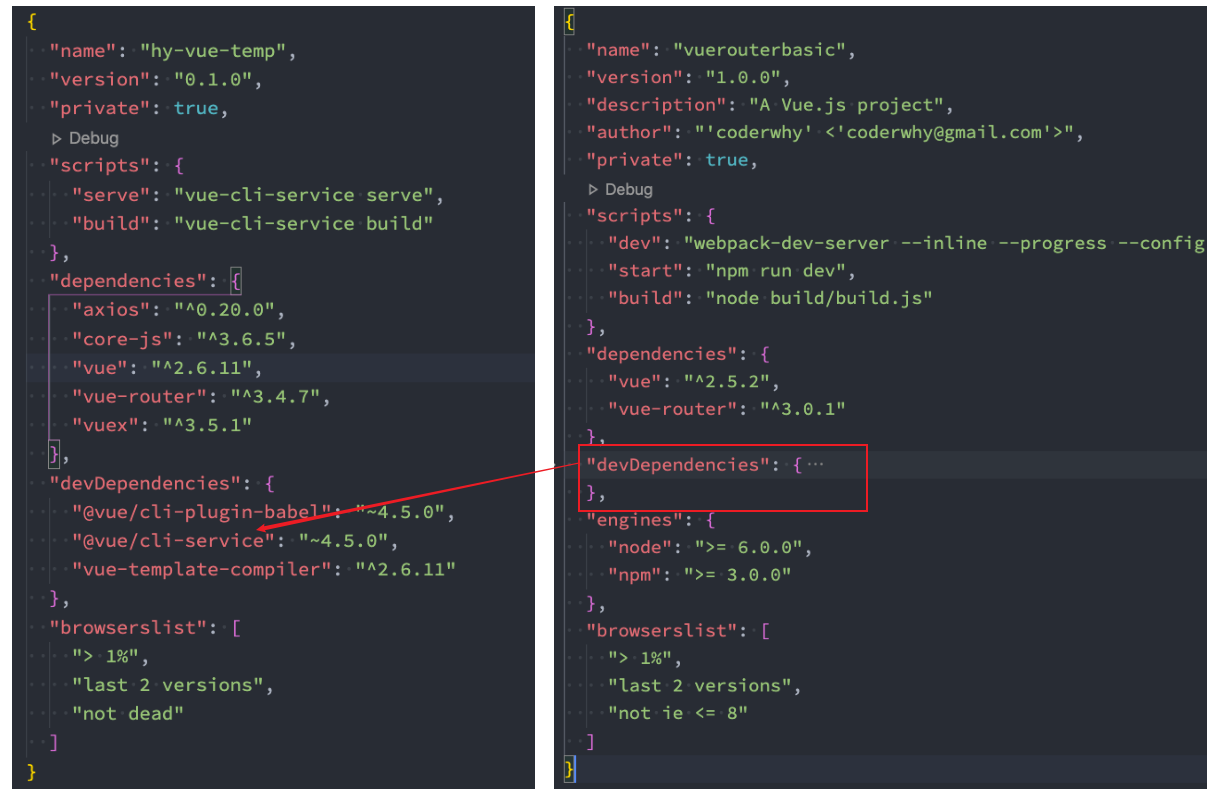 {
  "name": "hy-vue-temp",
  "version": "0.1.0",
  "private": true,
  Debug
  "scripts": {
    "serve": "vue-cli-service serve",
    "build": "vue-cli-service build"
  },
  "dependencies": {
    "axios": "^0.20.0",
    "core-js": "^3.6.5",
    "vue": "^2.6.11",
    "vue-router": "^3.4.7",
    "vuex": "^3.5.1"
  },
  "devDependencies": {
    "@vue/cli-plugin-babel": "~4.5.0",
    "@vue/cli-service": "~4.5.0",
    "vue-template-compiler": "^2.6.11"
  },
  "browserslist": [
    "> 1%",
    "last 2 versions",
    "not dead"
  ]
}
{
  "name": "vuerouterbasic",
  "version": "1.0.0",
  "description": "A Vue.js project",
  "author": "'coderwhy' <'coderwhy@gmail.com'>",
  "private": true,
  Debug
  "scripts": {
    "dev": "webpack-dev-server --inline --progress --config
    "start": "npm run dev",
    "build": "node build/build.js"
  },
  "dependencies": {
    "vue": "^2.5.2",
    "vue-router": "^3.0.1"
  },
  "devDependencies": { ···
  },
  "engines": {
    "node": ">= 6.0.0",
    "npm": ">= 3.0.0"
  },
  "browserslist": [
    "> 1%",
    "last 2 versions",
    "not ie <= 8"
  ]
}